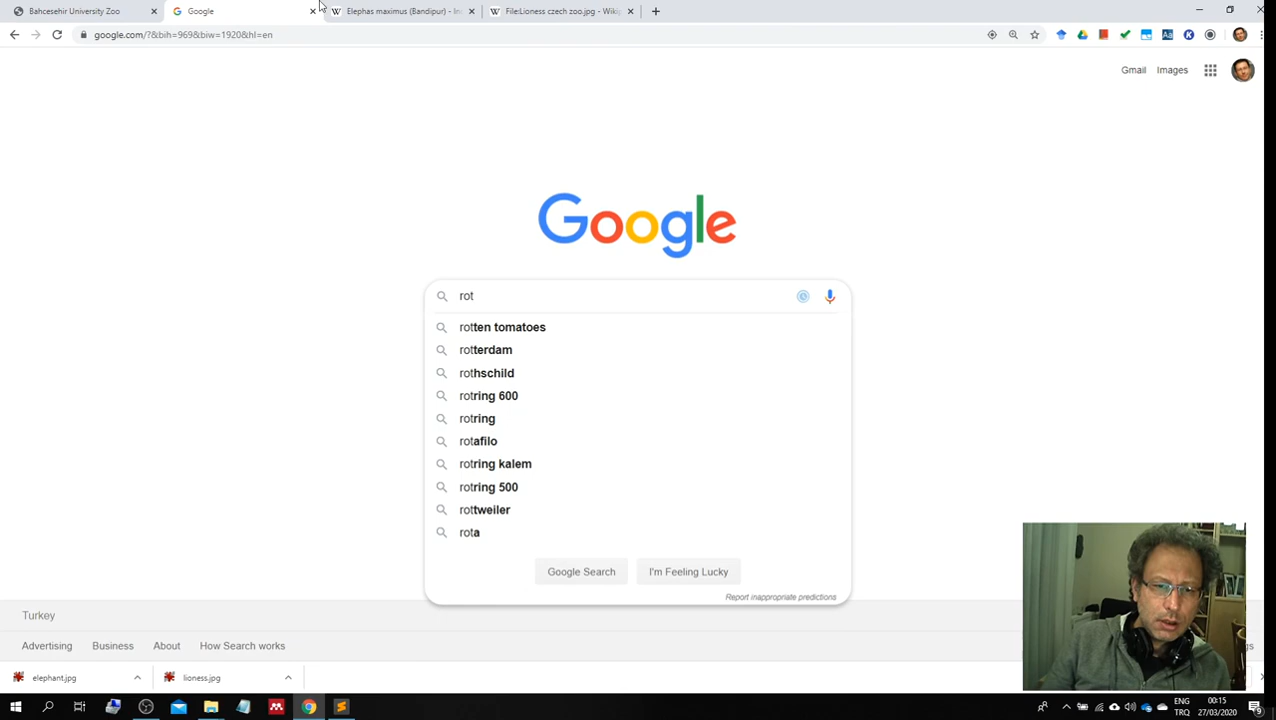 Bahcesehir University Zoo
Google
Elephas maximus (Bandipur) - In
File:Lioness czech zoo.jpg - Wikip
google.com/?&bih=969&biw=1920&hl=en
Gmail Images
Google
rot
rotten tomatoes
rotterdam
rothschild
rotring 600
rotring
rotafilo
rotring kalem
rotring 500
rottweiler
rota
Google Search I'm Feeling Lucky
Report inappropriate predictions
Turkey
Advertising Business About How Search works
elephant.jpg lioness.jpg
ENG 00:15
TRQ 27/03/2020